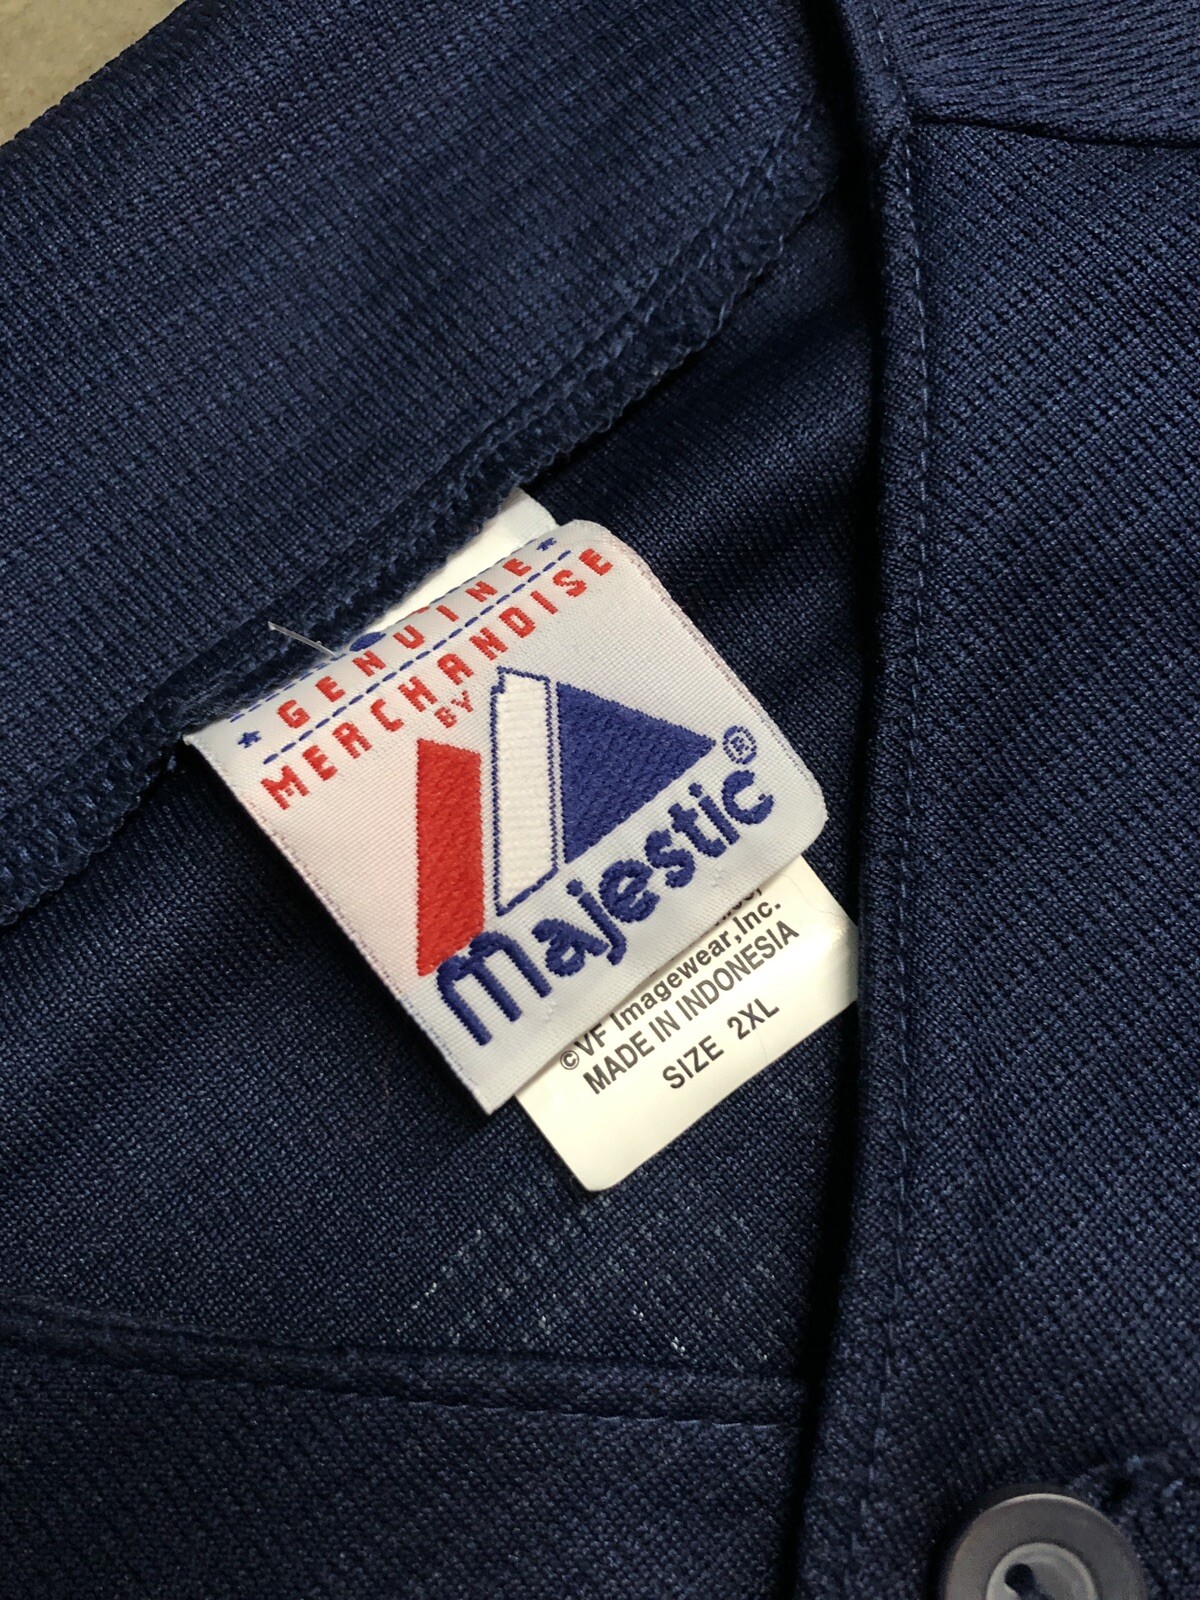 GENUINE
MERCHANDISE
BY
Majestic®
©VF Imagewear,Inc.
MADE IN INDONESIA
SIZE 2XL